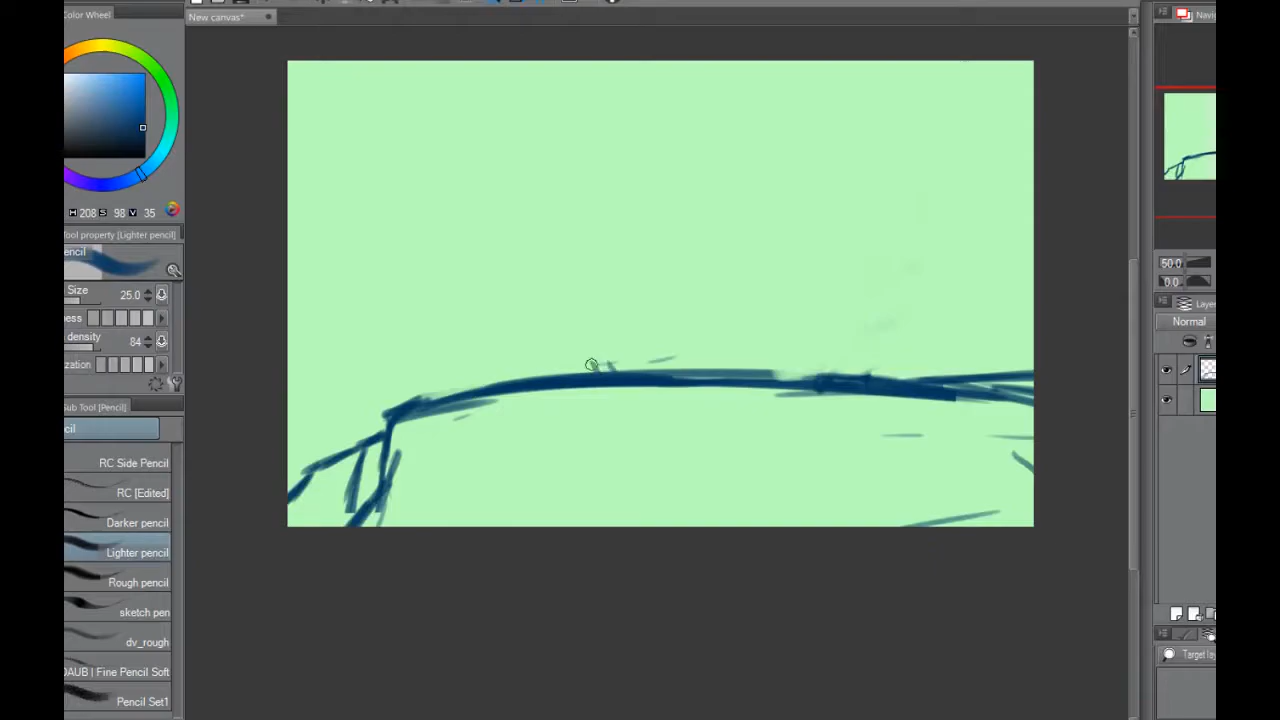 Color Wheel
New canvas*
Navi
H 208 S 98 V 35
Tool property [Lighter pencil]
encil
Size
25.0
50.0
0.0
ess
Layer
density
84
Normal
ization
Sub Tool [Pencil]
cil
RC Side Pencil
RC [Edited]
Darker pencil
Lighter pencil
Rough pencil
sketch pen
dv_rough
DAUB | Fine Pencil Soft
Target lay
Pencil Set1